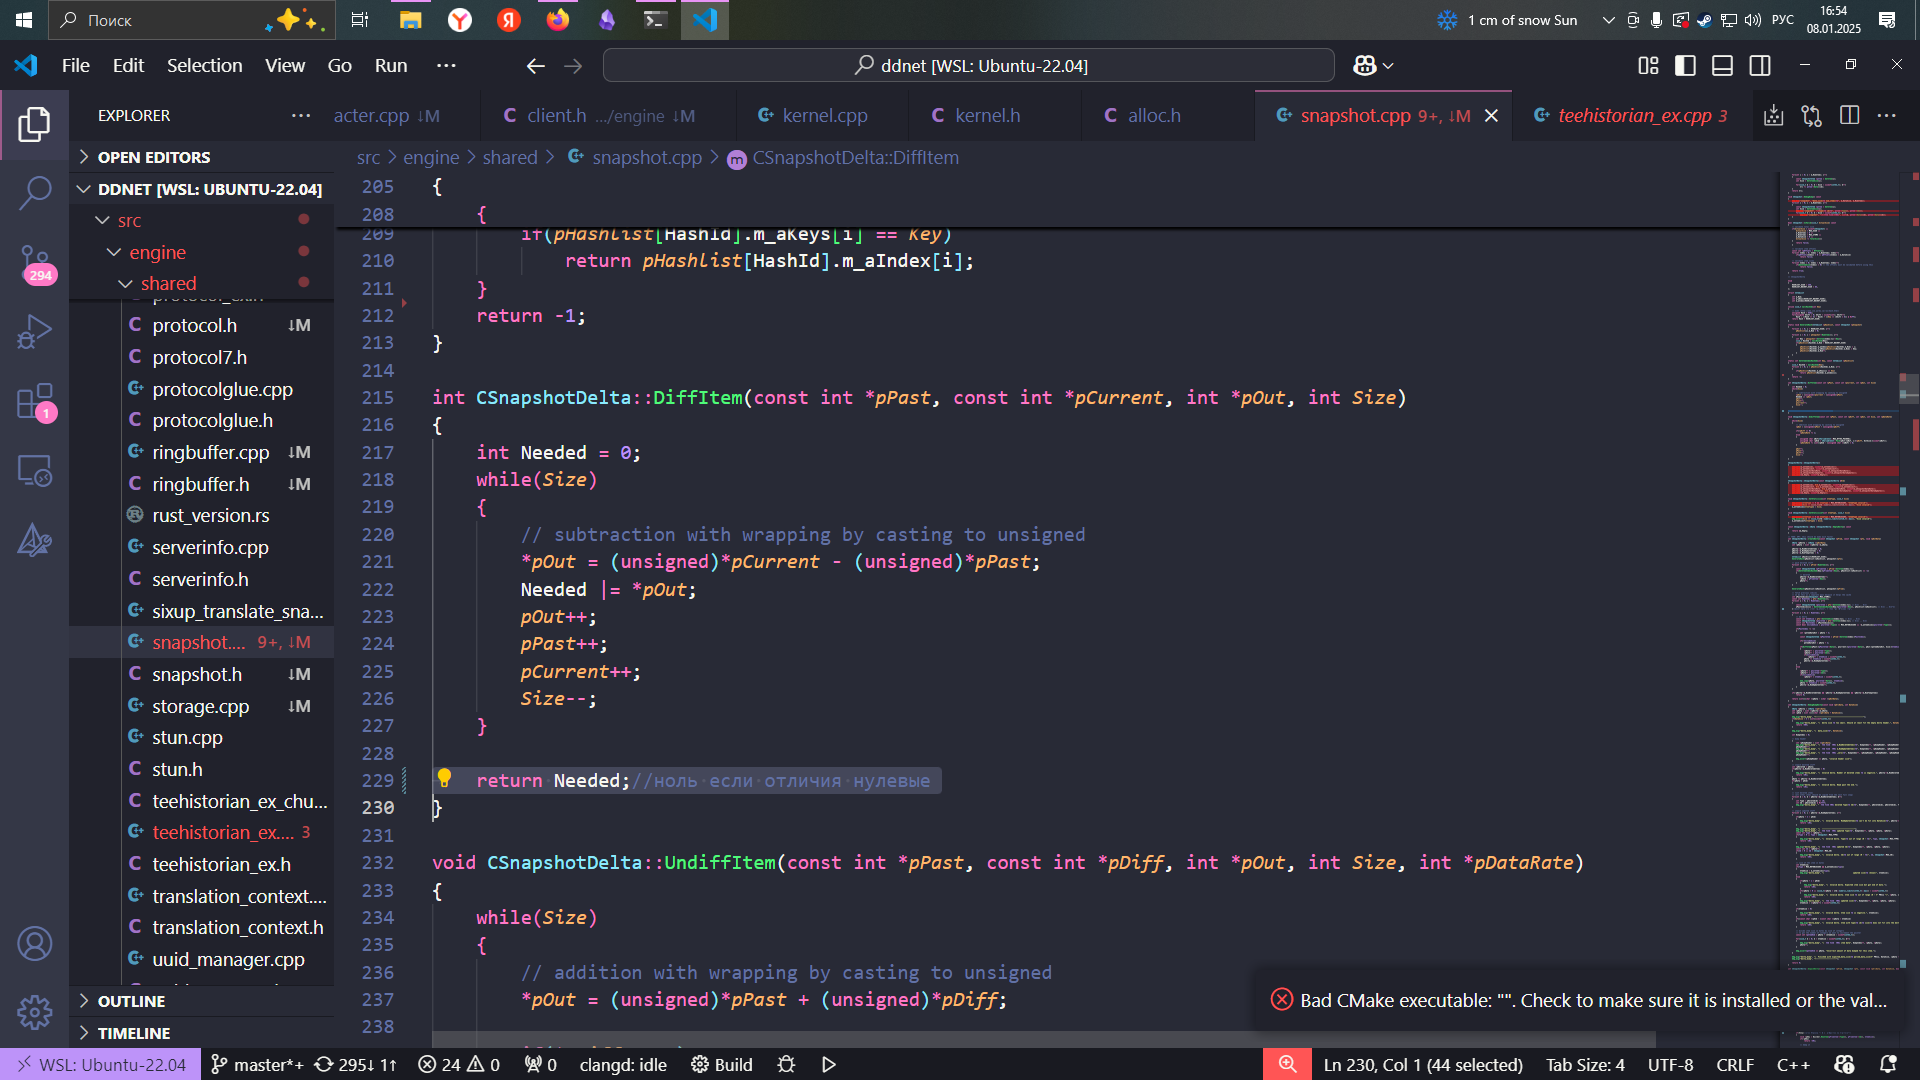 Поиск
1 cm of snow Sun
РУС
16:54
08.01.2025
File Edit Selection View Go Run ···
ddnet [WSL: Ubuntu-22.04]
EXPLORER
acter.cpp ↓M
client.h .../engine ↓M
kernel.cpp
kernel.h
alloc.h
snapshot.cpp 9+, ↓M
teehistorian_ex.cpp 3
OPEN EDITORS
DDNET [WSL: UBUNTU-22.04]
src
engine
shared
protocol.h ↓M
protocol7.h
protocolglue.cpp
protocolglue.h
ringbuffer.cpp ↓M
ringbuffer.h ↓M
rust_version.rs
serverinfo.cpp
serverinfo.h
sixup_translate_sna...
snapshot.... 9+, ↓M
snapshot.h ↓M
storage.cpp ↓M
stun.cpp
stun.h
teehistorian_ex_chu...
teehistorian_ex.... 3
teehistorian_ex.h
translation_context....
translation_context.h
uuid_manager.cpp
OUTLINE
TIMELINE
294
1
src > engine > shared > snapshot.cpp > CSnapshotDelta::DiffItem
205 {
208 {
209 if(pHashlist[HashId].m_aKeys[i] == Key)
210 return pHashlist[HashId].m_aIndex[i];
211 }
212 return -1;
213 }
214
215 int CSnapshotDelta::DiffItem(const int *pPast, const int *pCurrent, int *pOut, int Size)
216 {
217 int Needed = 0;
218 while(Size)
219 {
220 // subtraction with wrapping by casting to unsigned
221 *pOut = (unsigned)*pCurrent - (unsigned)*pPast;
222 Needed |= *pOut;
223 pOut++;
224 pPast++;
225 pCurrent++;
226 Size--;
227 }
228
229 return Needed;//ноль если отличия нулевые
230 }
231
232 void CSnapshotDelta::UndiffItem(const int *pPast, const int *pDiff, int *pOut, int Size, int *pDataRate)
233 {
234 while(Size)
235 {
236 // addition with wrapping by casting to unsigned
237 *pOut = (unsigned)*pPast + (unsigned)*pDiff;
238
Bad CMake executable: "". Check to make sure it is installed or the val...
WSL: Ubuntu-22.04 master*+ 295↓ 1↑ 24 0 0 clangd: idle Build
Ln 230, Col 1 (44 selected) Tab Size: 4 UTF-8 CRLF C++